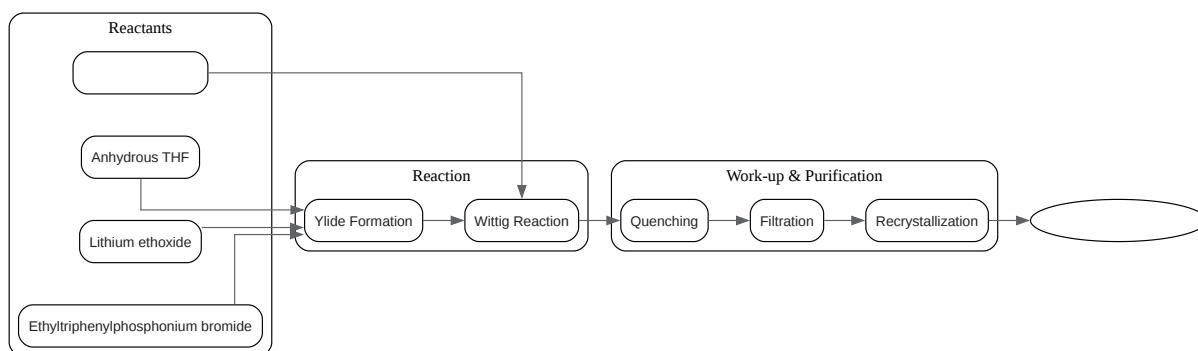 Reactants
Anhydrous THF
Lithium ethoxide
Ethyltriphenylphosphonium bromide
Reaction
Ylide Formation
Wittig Reaction
Work-up & Purification
Quenching
Filtration
Recrystallization